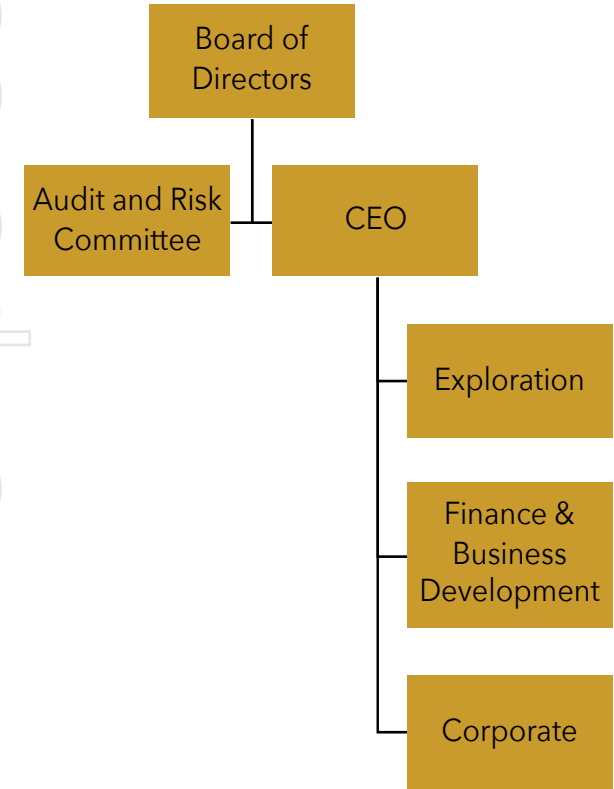 Board of
Directors
Audit and Risk
Committee
CEO
Exploration
Finance &
Business
Development
Corporate